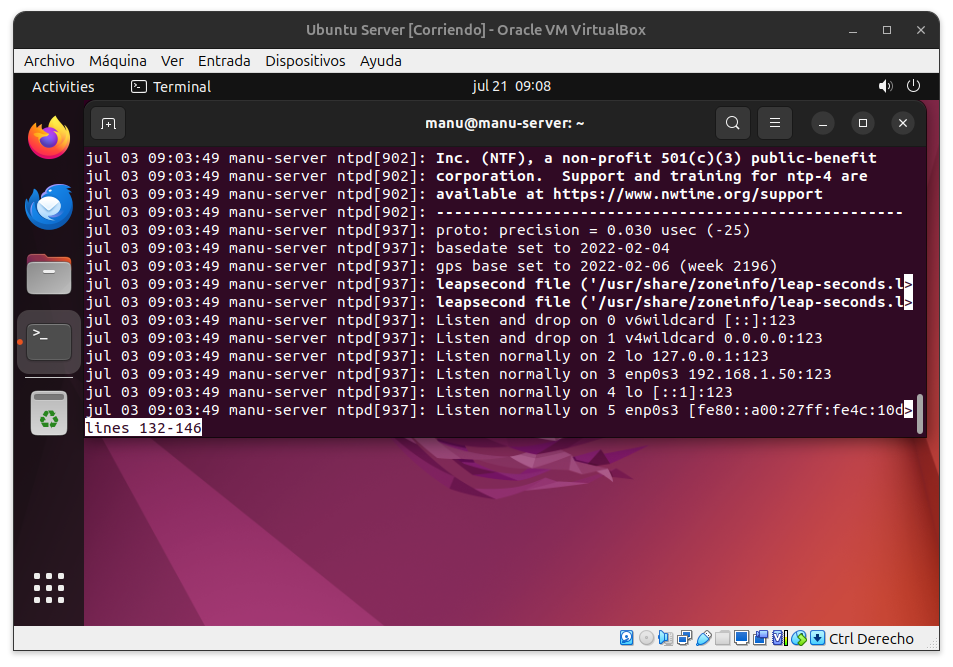 Ubuntu Server [Corriendo] - Oracle VM VirtualBox
Archivo Máquina Ver Entrada Dispositivos Ayuda
Activities Terminal jul 21 09:08
manu@manu-server: ~
jul 03 09:03:49 manu-server ntpd[902]: Inc. (NTF), a non-profit 501(c)(3) public-benefit
jul 03 09:03:49 manu-server ntpd[902]: corporation.  Support and training for ntp-4 are
jul 03 09:03:49 manu-server ntpd[902]: available at https://www.nwtime.org/support
jul 03 09:03:49 manu-server ntpd[902]: ----------------------------------------------------
jul 03 09:03:49 manu-server ntpd[937]: proto: precision = 0.030 usec (-25)
jul 03 09:03:49 manu-server ntpd[937]: basedate set to 2022-02-04
jul 03 09:03:49 manu-server ntpd[937]: gps base set to 2022-02-06 (week 2196)
jul 03 09:03:49 manu-server ntpd[937]: leapsecond file ('/usr/share/zoneinfo/leap-seconds.l>
jul 03 09:03:49 manu-server ntpd[937]: leapsecond file ('/usr/share/zoneinfo/leap-seconds.l>
jul 03 09:03:49 manu-server ntpd[937]: Listen and drop on 0 v6wildcard [::]:123
jul 03 09:03:49 manu-server ntpd[937]: Listen and drop on 1 v4wildcard 0.0.0.0:123
jul 03 09:03:49 manu-server ntpd[937]: Listen normally on 2 lo 127.0.0.1:123
jul 03 09:03:49 manu-server ntpd[937]: Listen normally on 3 enp0s3 192.168.1.50:123
jul 03 09:03:49 manu-server ntpd[937]: Listen normally on 4 lo [::1]:123
jul 03 09:03:49 manu-server ntpd[937]: Listen normally on 5 enp0s3 [fe80::a00:27ff:fe4c:10d>
lines 132-146
Ctrl Derecho